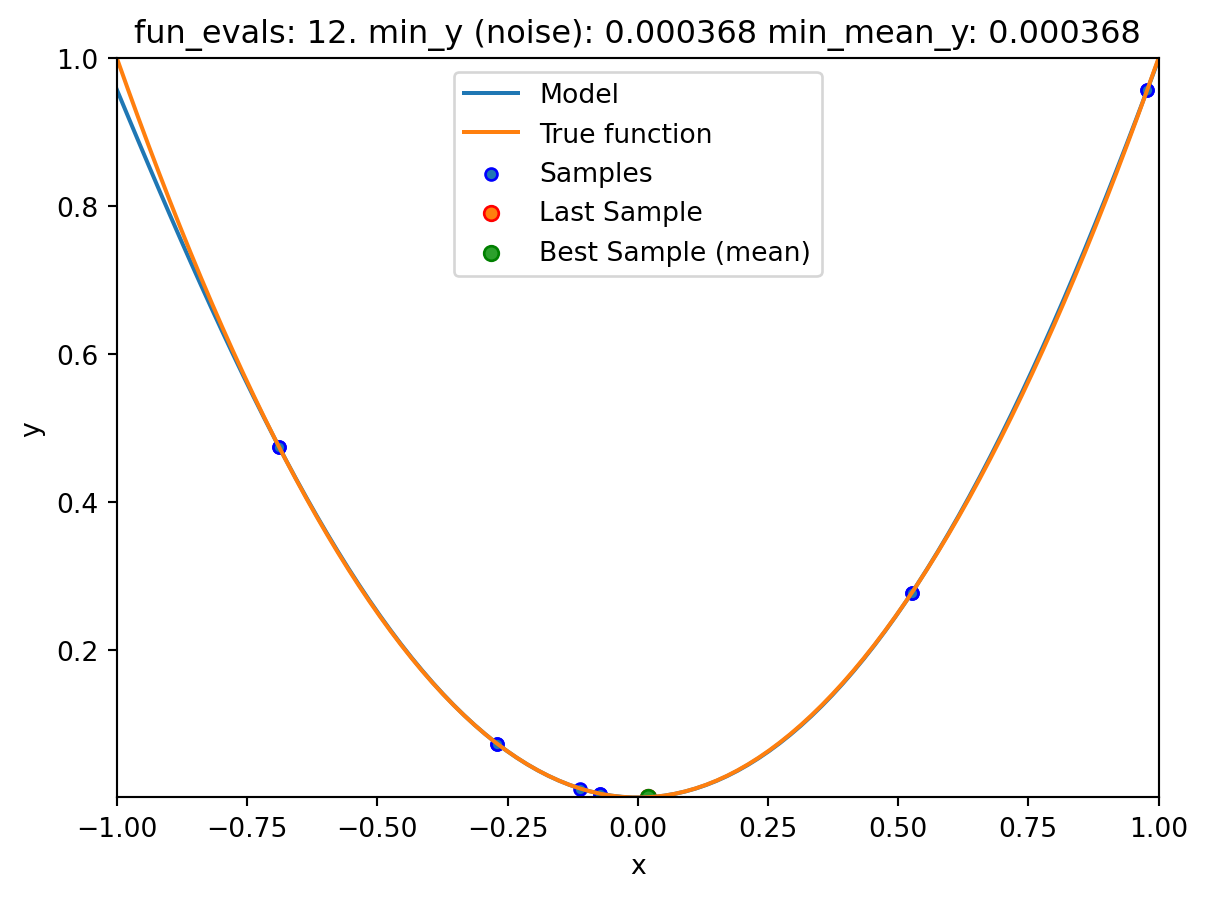 fun_evals: 12. min_y (noise): 0.000368 min_mean_y: 0.000368
Model
True function
Samples
Last Sample
Best Sample (mean)
1.0
0.8
0.6
0.4
0.2
y
−1.00 −0.75 −0.50 −0.25 0.00 0.25 0.50 0.75 1.00
x